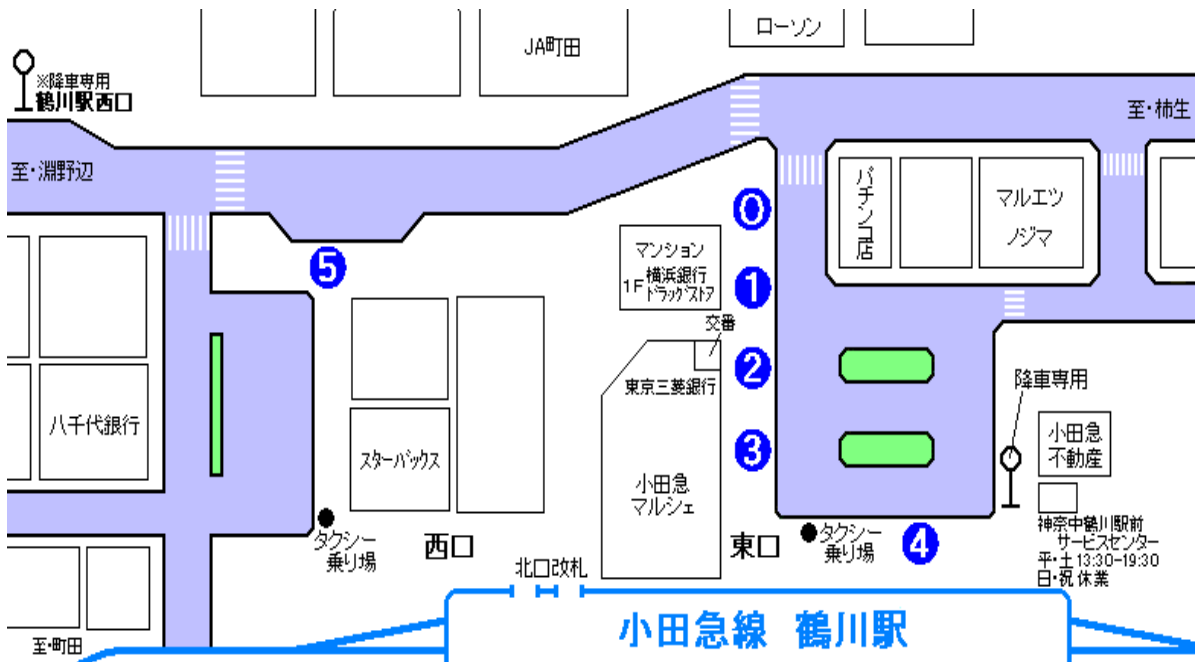 ローソン
JA町田
※降車専用
鶴川駅西口
至・柿生
至・淵野辺
パチンコ店
マルエツ
ノジマ
0
マンション
横浜銀行
1F ドラッグストア
1
5
交番
2
東京三菱銀行
降車専用
八千代銀行
スターバックス
3
小田急
不動産
小田急
マルシェ
タクシー
乗り場
西口
東口
タクシー
乗り場
4
神奈中鶴川駅前
サービスセンター
平・土 13:30-19:30
日・祝 休業
北口改札
小田急線 鶴川駅
至・町田